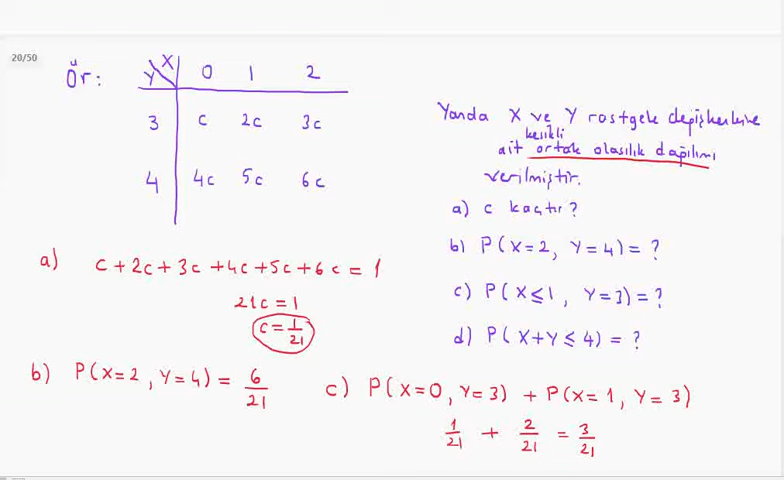 20/50
Ör:
Y X 0 1 2
3 c 2c 3c
4 4c 5c 6c
Yanda X ve Y rastgele değişkenlerine
kesikli
ait ortak olasılık dağılımı
verilmiştir.
a) c kaçtır?
b) P(X=2, Y=4) = ?
c) P(X≤1, Y=3) = ?
d) P(X+Y≤4) = ?
a) c + 2c + 3c + 4c + 5c + 6c = 1
21c = 1
c = 1/21
b) P(X=2, Y=4) = 6/21
c) P(X=0, Y=3) + P(X=1, Y=3)
1/21 + 2/21 = 3/21